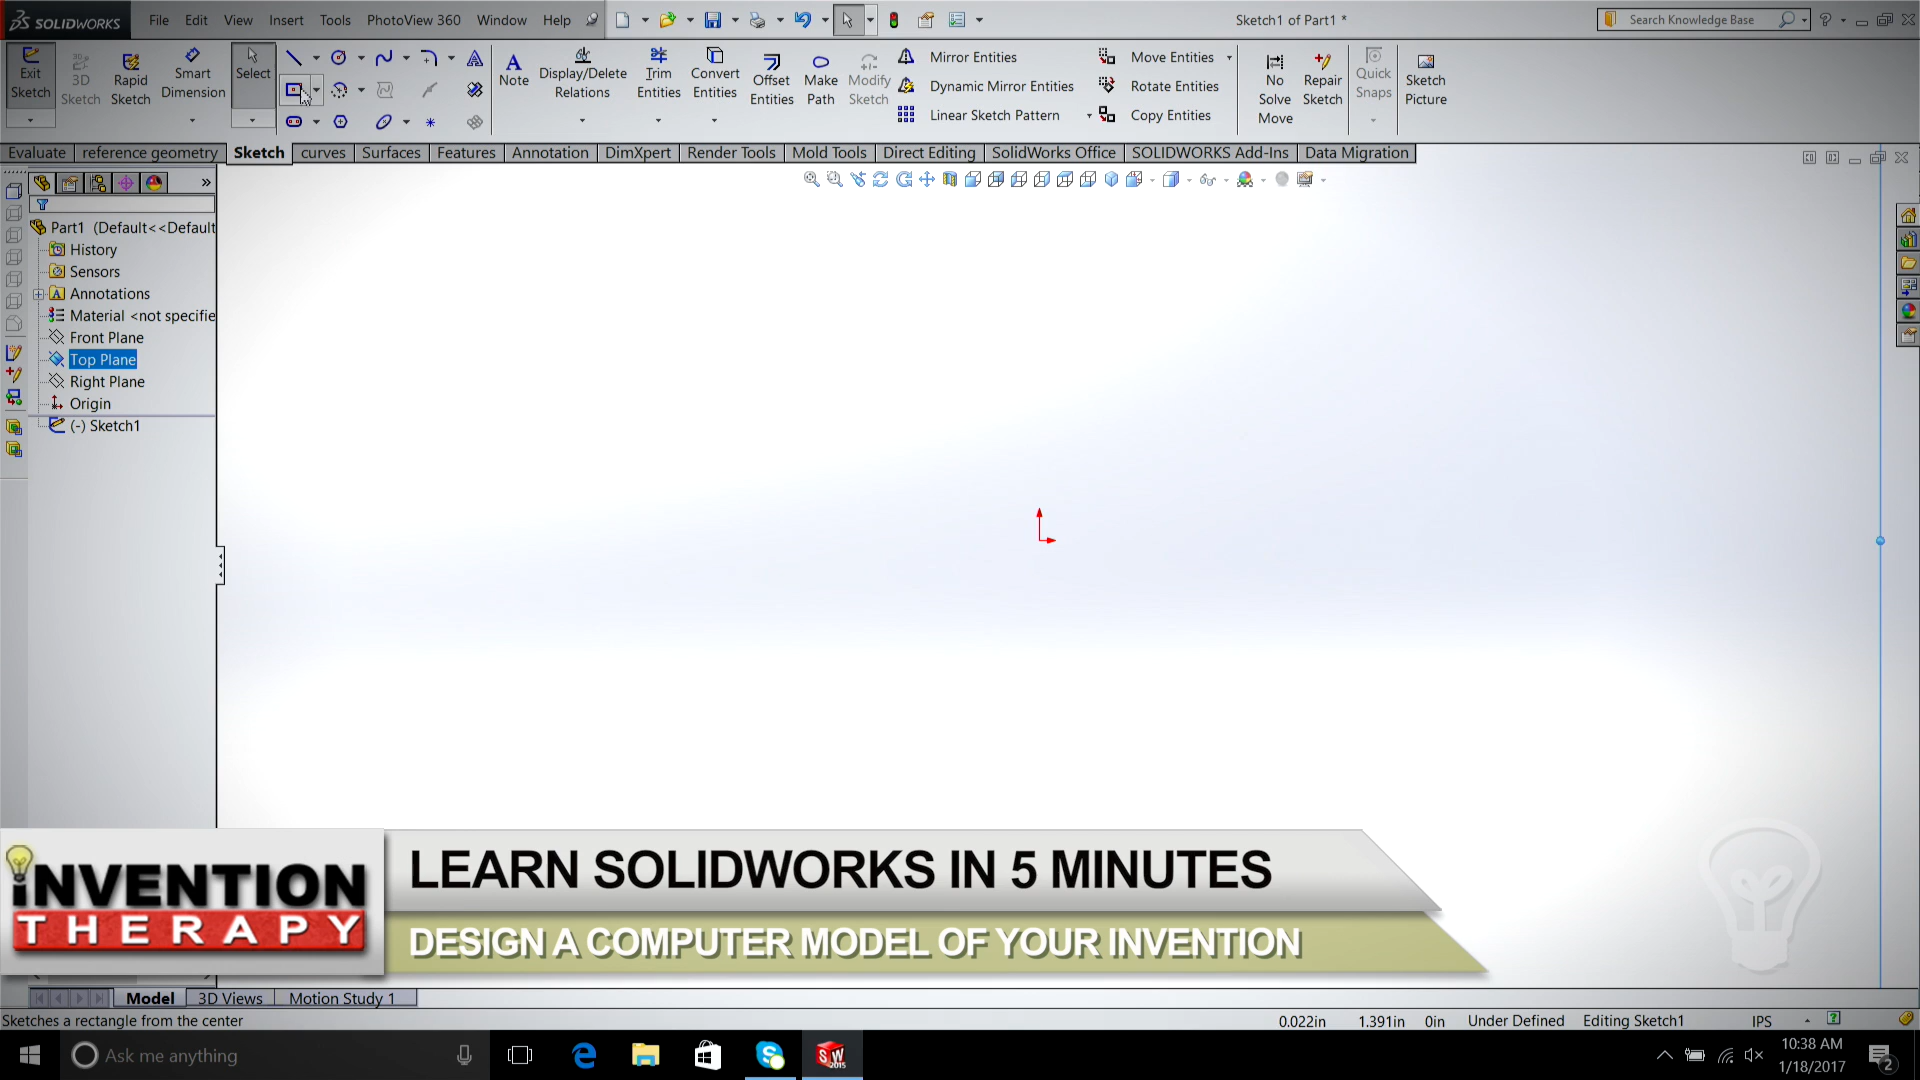 SOLIDWORKS File Edit View Insert Tools PhotoView 360 Window Help Sketch1 of Part1 * Search Knowledge Base
Exit Sketch
3D Sketch
Rapid Sketch
Smart Dimension
Select
Note
Display/Delete Relations
Trim Entities
Convert Entities
Offset Entities
Make Path
Modify Sketch
Mirror Entities
Dynamic Mirror Entities
Linear Sketch Pattern
Move Entities
Rotate Entities
Copy Entities
No Solve Move
Repair Sketch
Quick Snaps
Sketch Picture
Evaluate reference geometry Sketch curves Surfaces Features Annotation DimXpert Render Tools Mold Tools Direct Editing SolidWorks Office SOLIDWORKS Add-Ins Data Migration
Part1 (Default<<Default
History
Sensors
Annotations
Material <not specifie
Front Plane
Top Plane
Right Plane
Origin
(-) Sketch1
INVENTION
THERAPY
LEARN SOLIDWORKS IN 5 MINUTES
DESIGN A COMPUTER MODEL OF YOUR INVENTION
Model 3D Views Motion Study 1
Sketches a rectangle from the center 0.022in 1.391in 0in Under Defined Editing Sketch1 IPS
Ask me anything
SW 2015
10:38 AM
1/18/2017
2